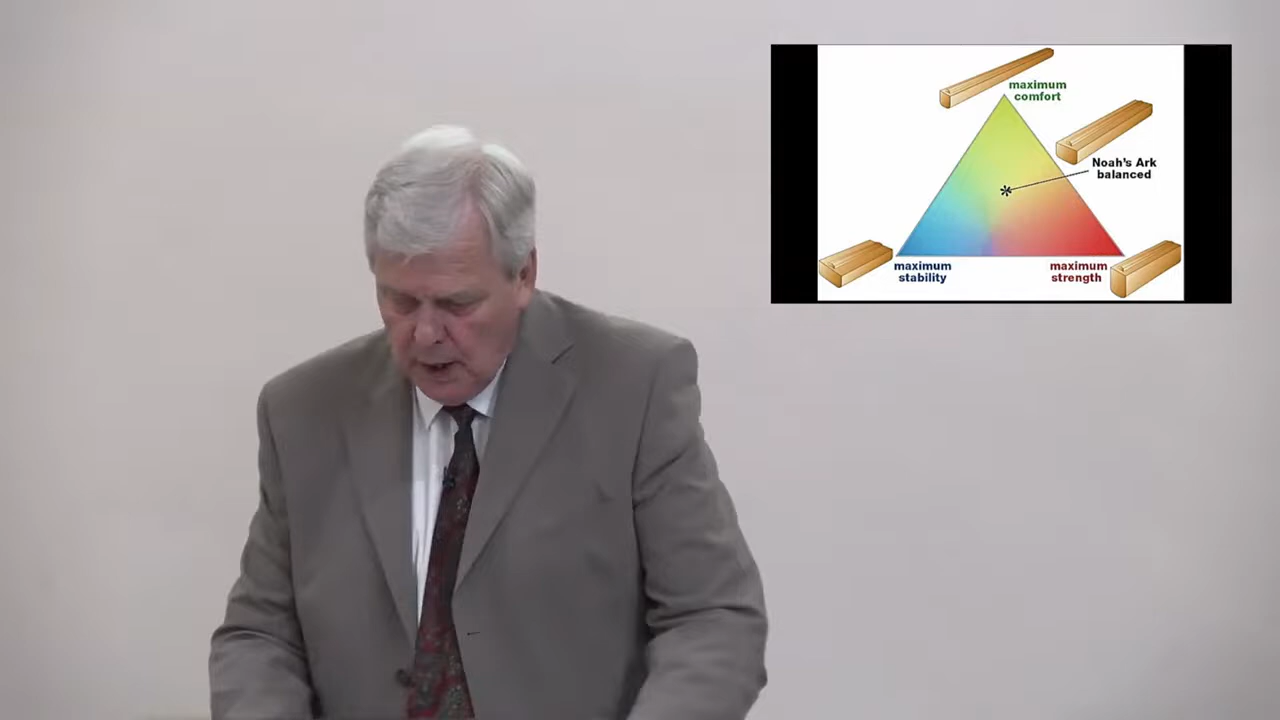 maximum
comfort
Noah's Ark
balanced
maximum
stability
maximum
strength